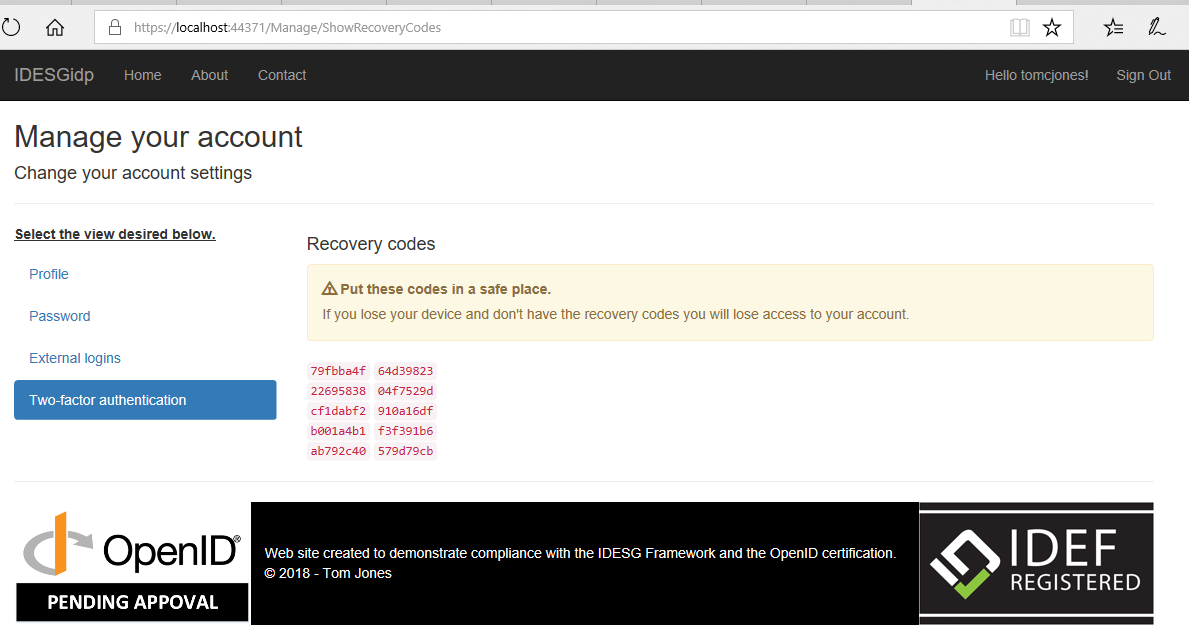 https://localhost:44371/Manage/ShowRecoveryCodes
IDESGidp Home About Contact Hello tomcjones! Sign Out
Manage your account
Change your account settings
Select the view desired below.
Profile
Password
External logins
Two-factor authentication
Recovery codes
Put these codes in a safe place.
If you lose your device and don't have the recovery codes you will lose access to your account.
79fbba4f 64d39823
22695838 04f7529d
cf1dabf2 910a16df
b001a4b1 f3f391b6
ab792c40 579d79cb
OpenID®
PENDING APPOVAL
Web site created to demonstrate compliance with the IDESG Framework and the OpenID certification.
© 2018 - Tom Jones
IDEF
REGISTERED